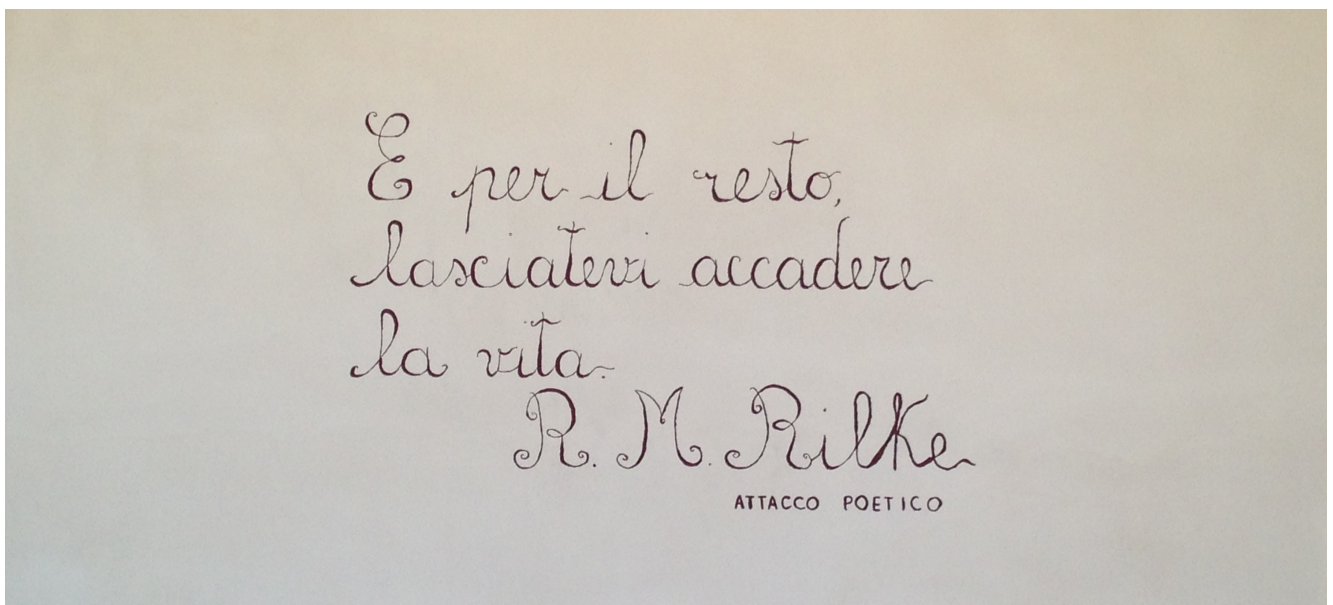 E per il resto,
lasciatevi accadere
la vita.
R. M. Rilke
ATTACCO POETICO